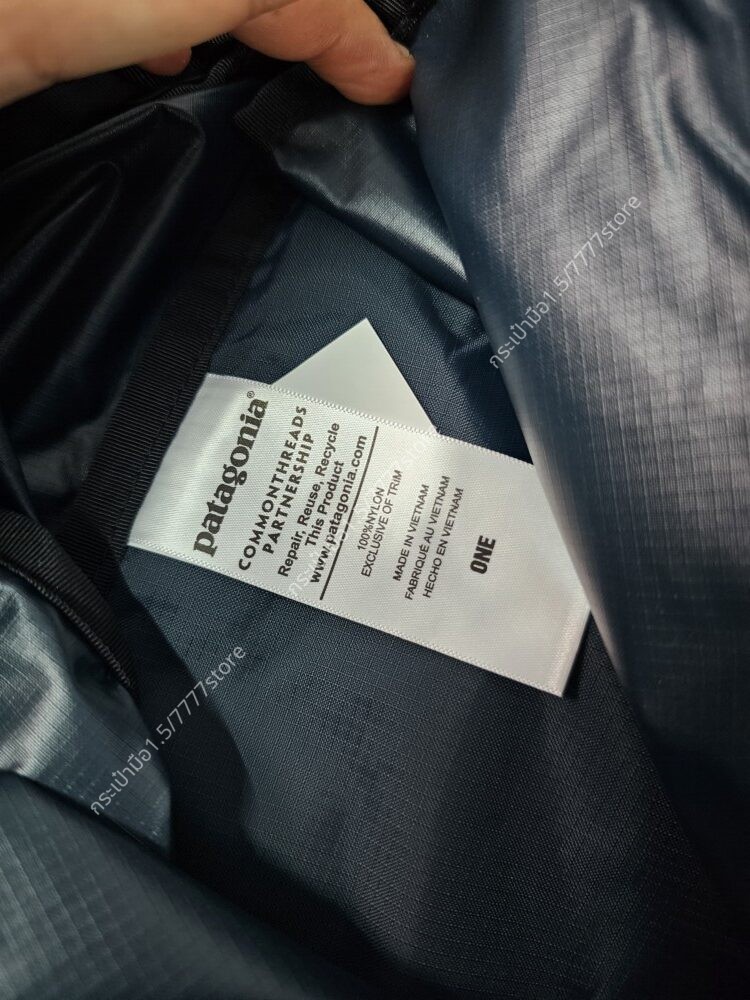 patagonia®
COMMONTHREADS
PARTNERSHIP
Repair, Reuse, Recycle
This Product
www.patagonia.com
100%NYLON
EXCLUSIVE OF TRIM
MADE IN VIETNAM
FABRIQUÉ AU VIETNAM
HECHO EN VIETNAM
ONE
กระเป๋ามือ1.5/7777store
กระเป๋ามือ1.5/7777store